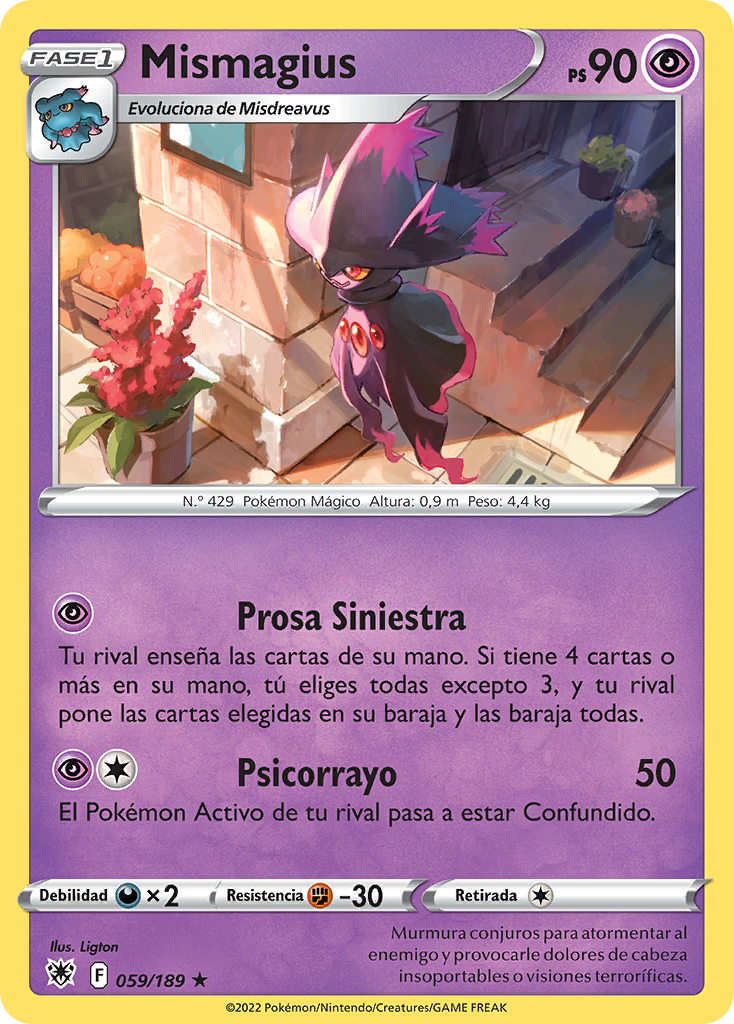 FASE 1
Mismagius
PS 90
Evoluciona de Misdreavus
N.º 429 Pokémon Mágico Altura: 0,9 m Peso: 4,4 kg
Prosa Siniestra
Tu rival enseña las cartas de su mano. Si tiene 4 cartas o
más en su mano, tú eliges todas excepto 3, y tu rival
pone las cartas elegidas en su baraja y las baraja todas.
Psicorrayo 50
El Pokémon Activo de tu rival pasa a estar Confundido.
Debilidad ×2 Resistencia -30 Retirada
Ilus. Ligton
Murmura conjuros para atormentar al
enemigo y provocarle dolores de cabeza
insoportables o visiones terroríficas.
F 059/189 ★
©2022 Pokémon/Nintendo/Creatures/GAME FREAK